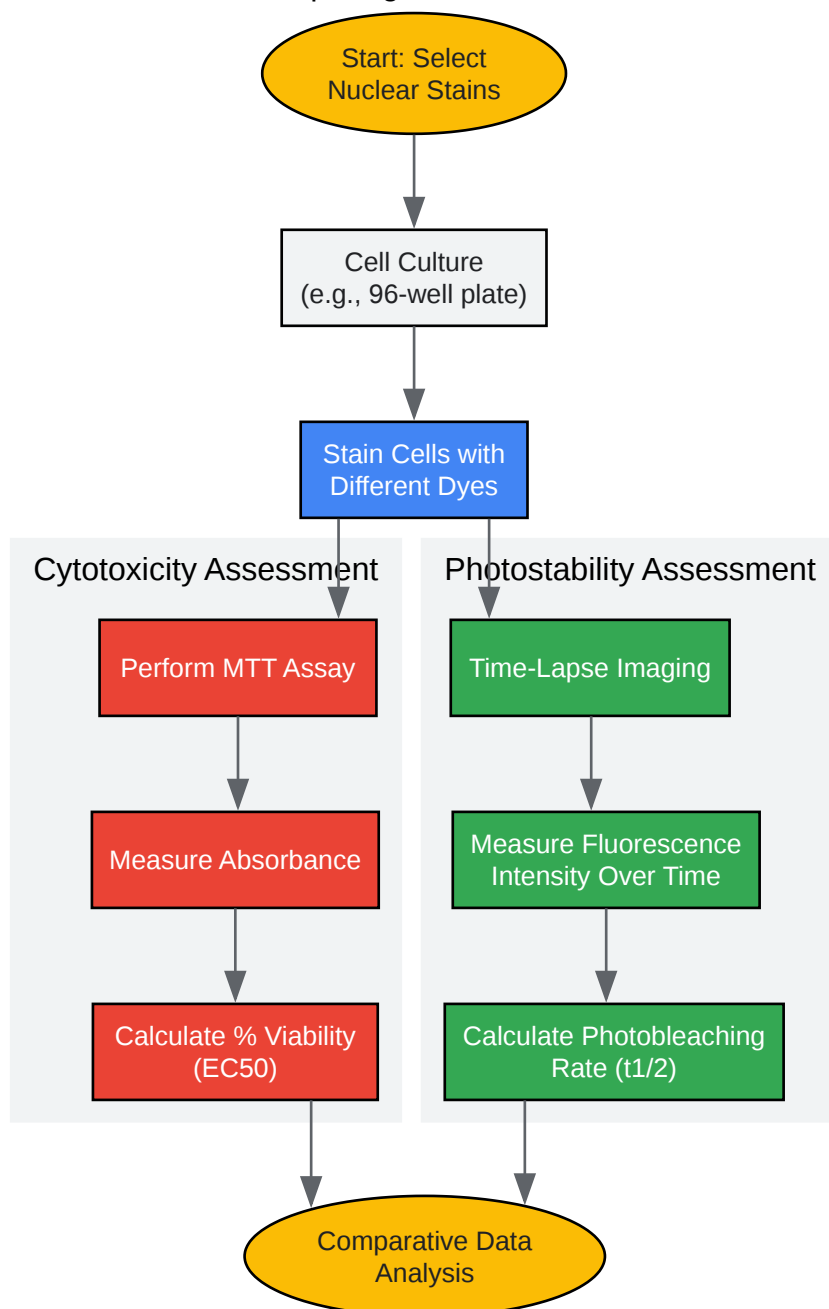 Start: Select
Nuclear Stains
Cell Culture
(e.g., 96-well plate)
Stain Cells with
Different Dyes
Cytotoxicity Assessment
Perform MTT Assay
Measure Absorbance
Calculate % Viability
(EC50)
Photostability Assessment
Time-Lapse Imaging
Measure Fluorescence
Intensity Over Time
Calculate Photobleaching
Rate (t1/2)
Comparative Data
Analysis